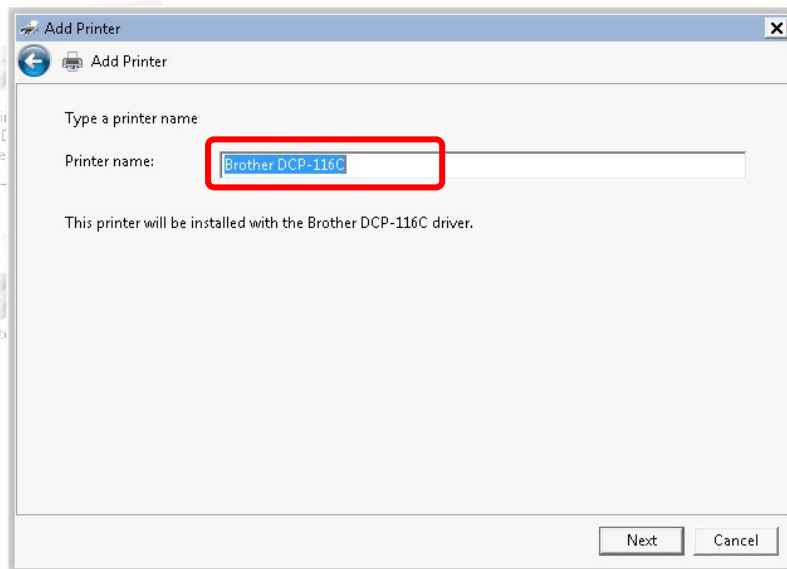 Add Printer
Add Printer
Type a printer name
Printer name: Brother DCP-116C
This printer will be installed with the Brother DCP-116C driver.
Next Cancel